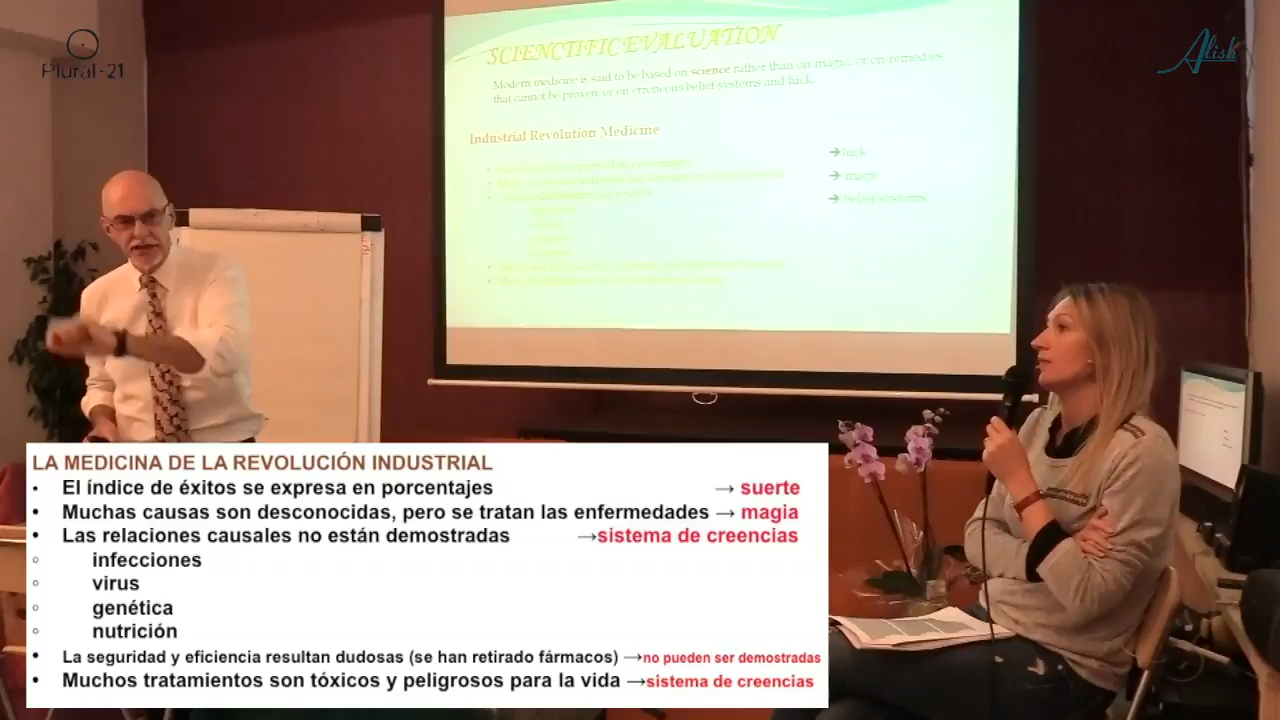 Plural-21
Alish
SCIENCTIFIC EVALUATION
Modern medicine is said to be based on science rather than on magic, or on remedies
that cannot be proven, or on erroneous belief systems and luck.
Industrial Revolution Medicine
→luck
→ magic
→ belief systems
LA MEDICINA DE LA REVOLUCIÓN INDUSTRIAL
• El índice de éxitos se expresa en porcentajes → suerte
• Muchas causas son desconocidas, pero se tratan las enfermedades → magia
• Las relaciones causales no están demostradas →sistema de creencias
○ infecciones
○ virus
○ genética
○ nutrición
• La seguridad y eficiencia resultan dudosas (se han retirado fármacos) →no pueden ser demostradas
• Muchos tratamientos son tóxicos y peligrosos para la vida →sistema de creencias